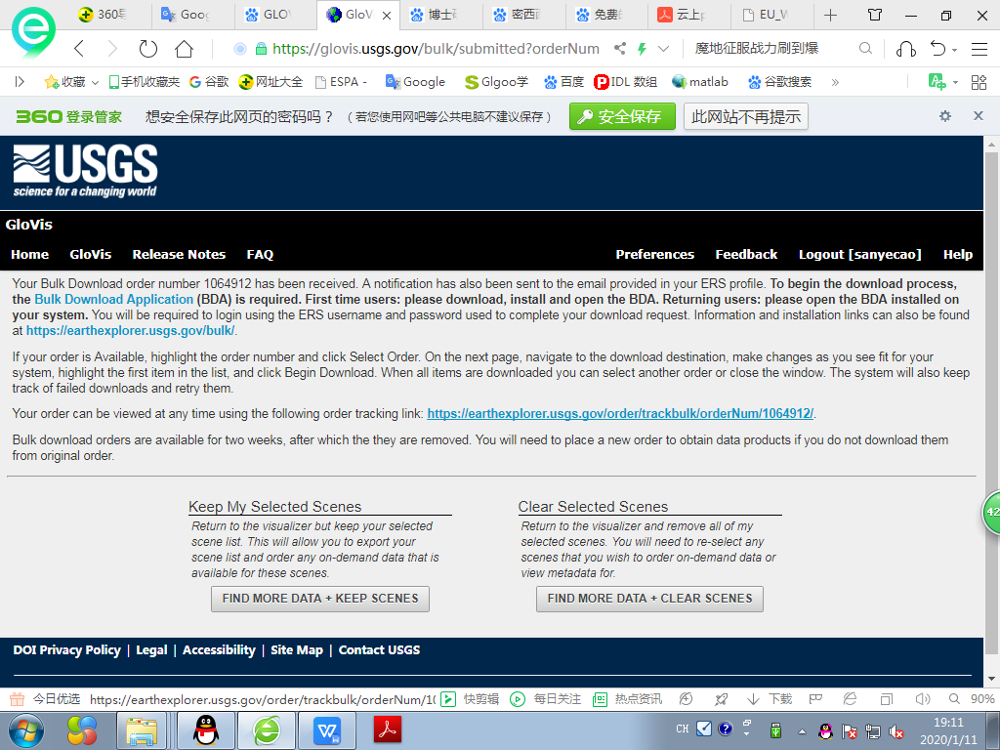 360导 Goog GLO GloV 博士研 密西 免费的 云上p EU_W
https://glovis.usgs.gov/bulk/submitted?orderNum 魔地征服战力刷到爆
收藏 手机收藏夹 谷歌 网址大全 ESPA - Google Glgoo学 百度 IDL 数组 matlab 谷歌搜索 »
360登录管家 想安全保存此网页的密码吗？（若您使用网吧等公共电脑不建议保存） 安全保存 此网站不再提示
USGS
science for a changing world
GloVis
Home GloVis Release Notes FAQ Preferences Feedback Logout [sanyecao] Help
Your Bulk Download order number 1064912 has been received. A notification has also been sent to the email provided in your ERS profile. To begin the download process,
the Bulk Download Application (BDA) is required. First time users: please download, install and open the BDA. Returning users: please open the BDA installed on
your system. You will be required to login using the ERS username and password used to complete your download request. Information and installation links can also be found
at https://earthexplorer.usgs.gov/bulk/.
If your order is Available, highlight the order number and click Select Order. On the next page, navigate to the download destination, make changes as you see fit for your
system, highlight the first item in the list, and click Begin Download. When all items are downloaded you can select another order or close the window. The system will also keep
track of failed downloads and retry them.
Your order can be viewed at any time using the following order tracking link: https://earthexplorer.usgs.gov/order/trackbulk/orderNum/1064912/.
Bulk download orders are available for two weeks, after which the they are removed. You will need to place a new order to obtain data products if you do not download them
from original order.
42
Keep My Selected Scenes
Return to the visualizer but keep your selected
scene list. This will allow you to export your
scene list and order any on-demand data that is
available for these scenes.
FIND MORE DATA + KEEP SCENES
Clear Selected Scenes
Return to the visualizer and remove all of my
selected scenes. You will need to re-select any
scenes that you wish to order on-demand data or
view metadata for.
FIND MORE DATA + CLEAR SCENES
DOI Privacy Policy | Legal | Accessibility | Site Map | Contact USGS
今日优选 https://earthexplorer.usgs.gov/order/trackbulk/orderNum/10 快剪辑 每日关注 热点资讯 下载 90%
CH 19:11
2020/1/11